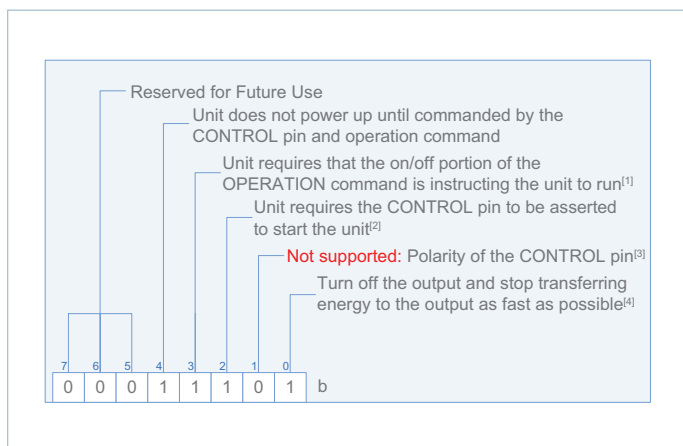 Reserved for Future Use
Unit does not power up until commanded by the
CONTROL pin and operation command
Unit requires that the on/off portion of the
OPERATION command is instructing the unit to run[1]
Unit requires the CONTROL pin to be asserted
to start the unit[2]
Not supported: Polarity of the CONTROL pin[3]
Turn off the output and stop transferring
energy to the output as fast as possible[4]
7 6 5 4 3 2 1 0
0 0 0 1 1 1 0 1 b